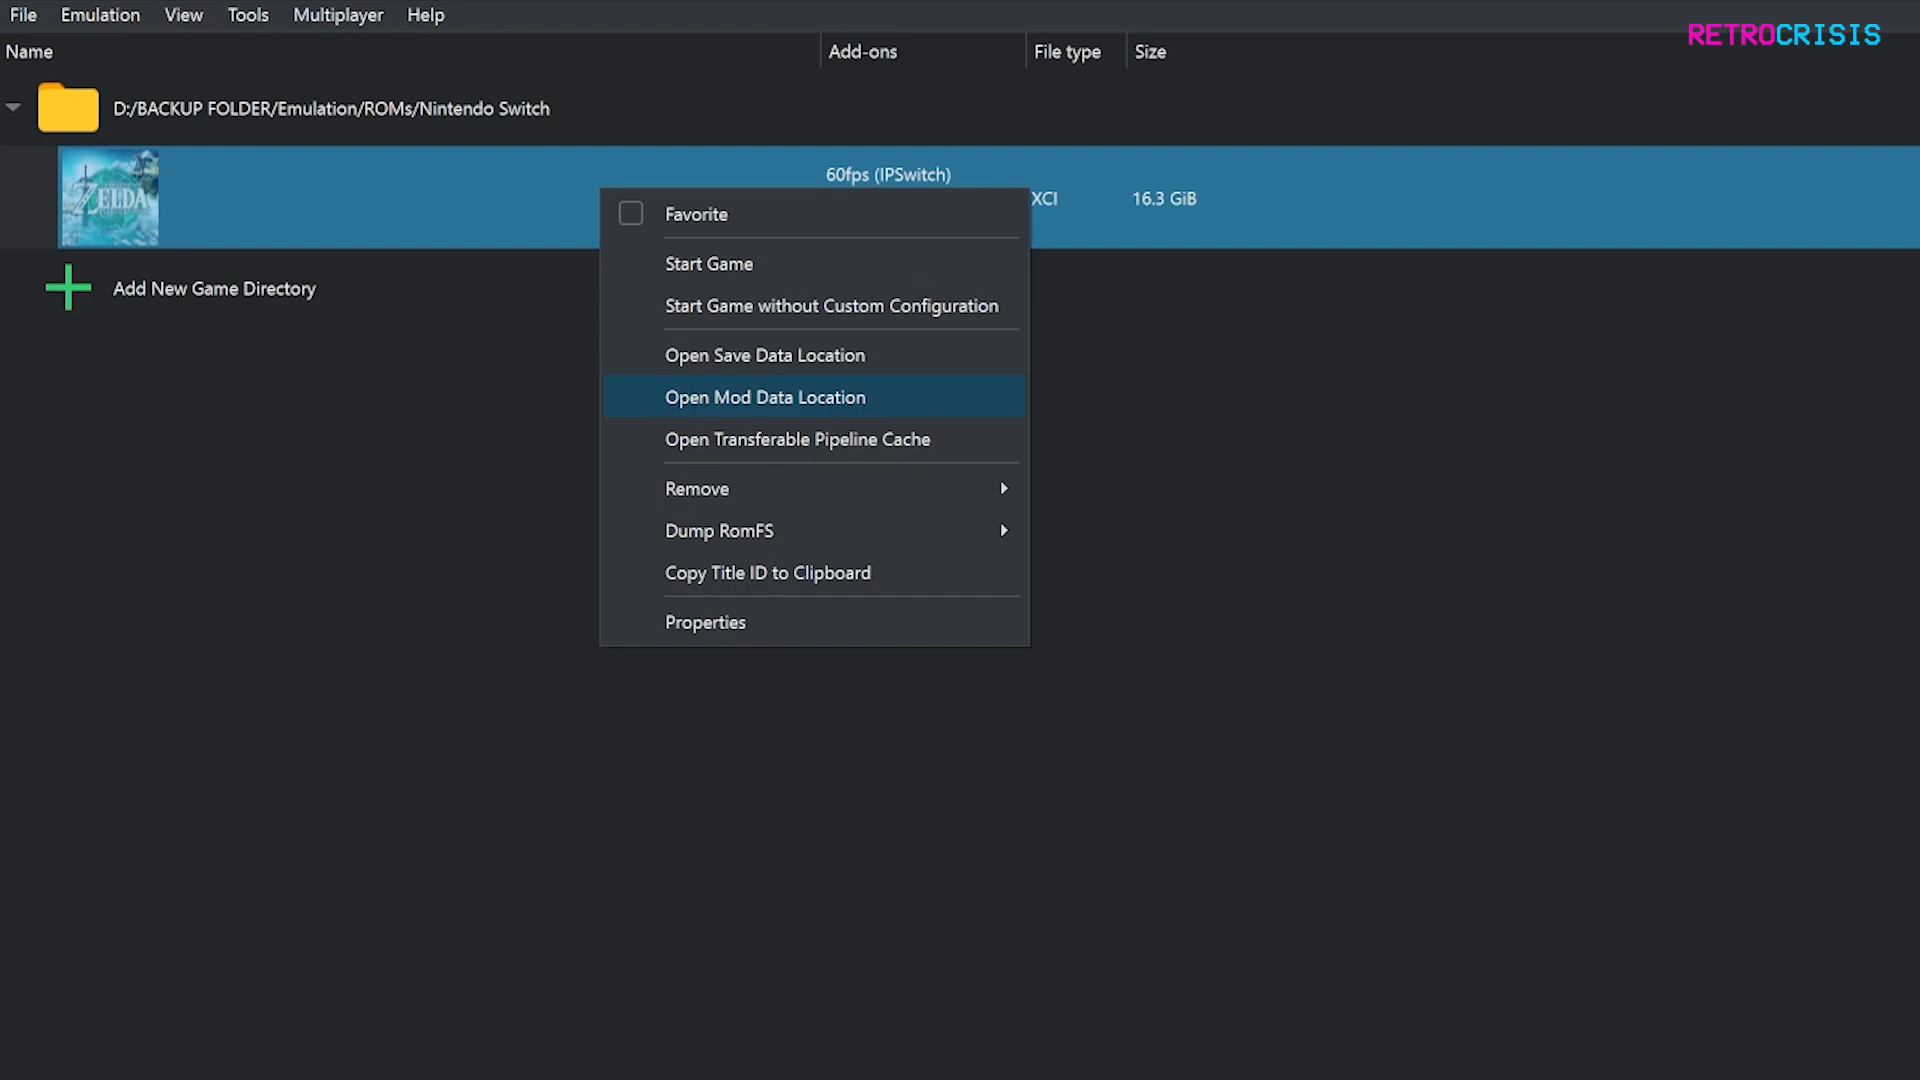 File Emulation View Tools Multiplayer Help
RETROCRISIS
Name Add-ons File type Size
D:/BACKUP FOLDER/Emulation/ROMs/Nintendo Switch
60fps (IPSwitch)
ZELDA
XCI 16.3 GiB
Favorite
Start Game
Add New Game Directory
Start Game without Custom Configuration
Open Save Data Location
Open Mod Data Location
Open Transferable Pipeline Cache
Remove
Dump RomFS
Copy Title ID to Clipboard
Properties